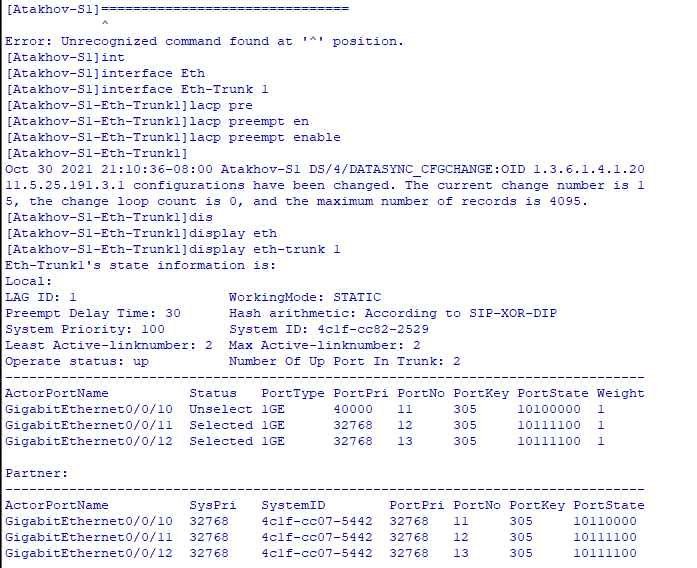 [Atakhov-S1]===============================
^
Error: Unrecognized command found at '^' position.
[Atakhov-S1]int
[Atakhov-S1]interface Eth
[Atakhov-S1]interface Eth-Trunk 1
[Atakhov-S1-Eth-Trunk1]lacp pre
[Atakhov-S1-Eth-Trunk1]lacp preempt en
[Atakhov-S1-Eth-Trunk1]lacp preempt enable
[Atakhov-S1-Eth-Trunk1]
Oct 30 2021 21:10:36-08:00 Atakhov-S1 DS/4/DATASYNC_CFGCHANGE:OID 1.3.6.1.4.1.20
11.5.25.191.3.1 configurations have been changed. The current change number is 1
5, the change loop count is 0, and the maximum number of records is 4095.
[Atakhov-S1-Eth-Trunk1]dis
[Atakhov-S1-Eth-Trunk1]display eth
[Atakhov-S1-Eth-Trunk1]display eth-trunk 1
Eth-Trunk1's state information is:
Local:
LAG ID: 1                   WorkingMode: STATIC
Preempt Delay Time: 30      Hash arithmetic: According to SIP-XOR-DIP
System Priority: 100        System ID: 4c1f-cc82-2529
Least Active-linknumber: 2  Max Active-linknumber: 2
Operate status: up          Number Of Up Port In Trunk: 2
--------------------------------------------------------------------------------
ActorPortName          Status   PortType PortPri PortNo PortKey PortState Weight
GigabitEthernet0/0/10  Unselect 1GE      40000   11     305     10100000  1
GigabitEthernet0/0/11  Selected 1GE      32768   12     305     10111100  1
GigabitEthernet0/0/12  Selected 1GE      32768   13     305     10111100  1
Partner:
--------------------------------------------------------------------------------
ActorPortName          SysPri   SystemID        PortPri PortNo PortKey PortState
GigabitEthernet0/0/10  32768    4c1f-cc07-5442  32768   11     305     10110000
GigabitEthernet0/0/11  32768    4c1f-cc07-5442  32768   12     305     10111100
GigabitEthernet0/0/12  32768    4c1f-cc07-5442  32768   13     305     10111100